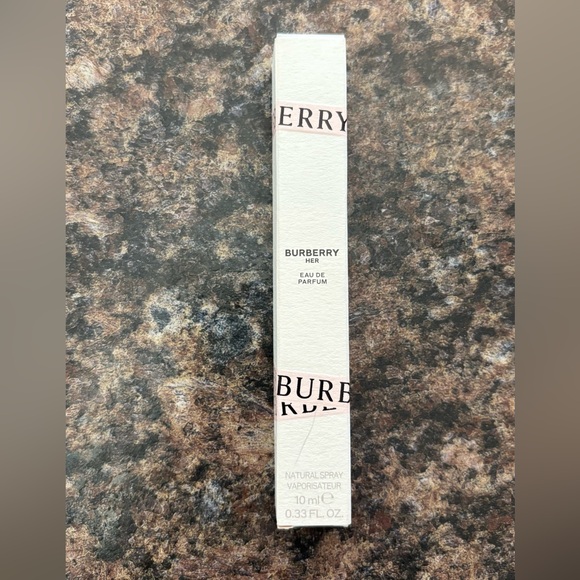 ERRY
BURBERRY
HER
EAU DE
PARFUM
BURB
NATURAL SPRAY
VAPORISATEUR
10 ml ℮
0.33 FL. OZ.